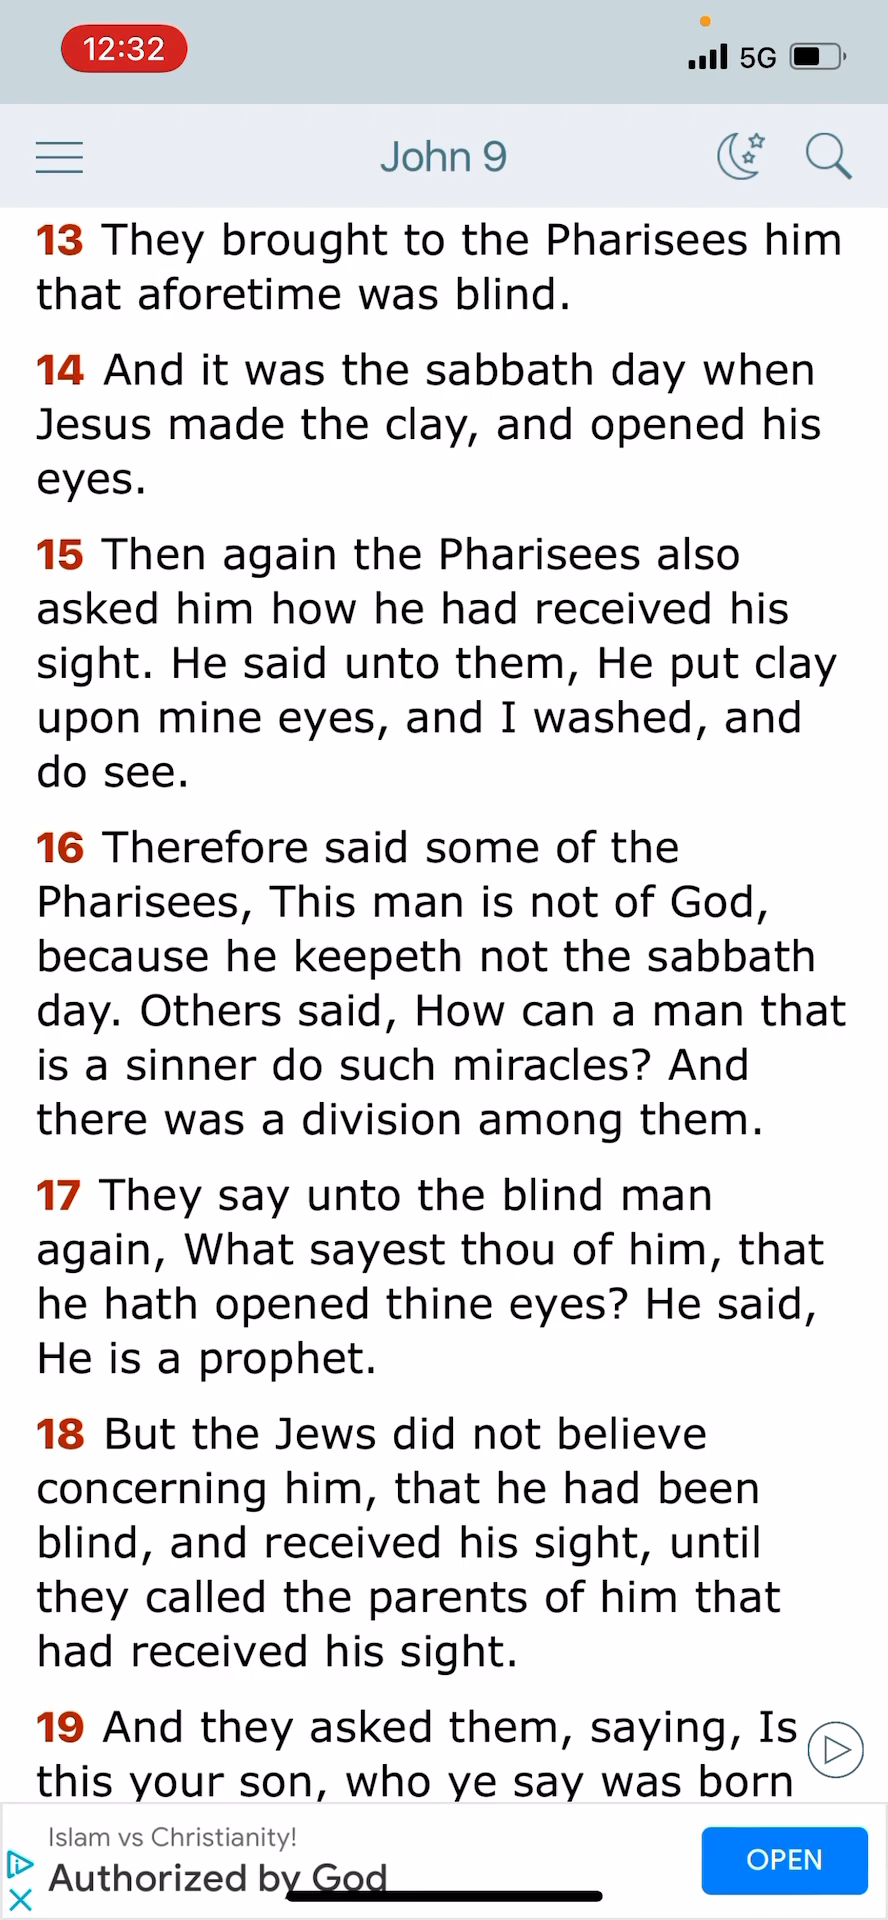 12:32
5G
John 9
13 They brought to the Pharisees him
that aforetime was blind.
14 And it was the sabbath day when
Jesus made the clay, and opened his
eyes.
15 Then again the Pharisees also
asked him how he had received his
sight. He said unto them, He put clay
upon mine eyes, and I washed, and
do see.
16 Therefore said some of the
Pharisees, This man is not of God,
because he keepeth not the sabbath
day. Others said, How can a man that
is a sinner do such miracles? And
there was a division among them.
17 They say unto the blind man
again, What sayest thou of him, that
he hath opened thine eyes? He said,
He is a prophet.
18 But the Jews did not believe
concerning him, that he had been
blind, and received his sight, until
they called the parents of him that
had received his sight.
19 And they asked them, saying, Is
this your son, who ye say was born
Islam vs Christianity!
Authorized by God
OPEN